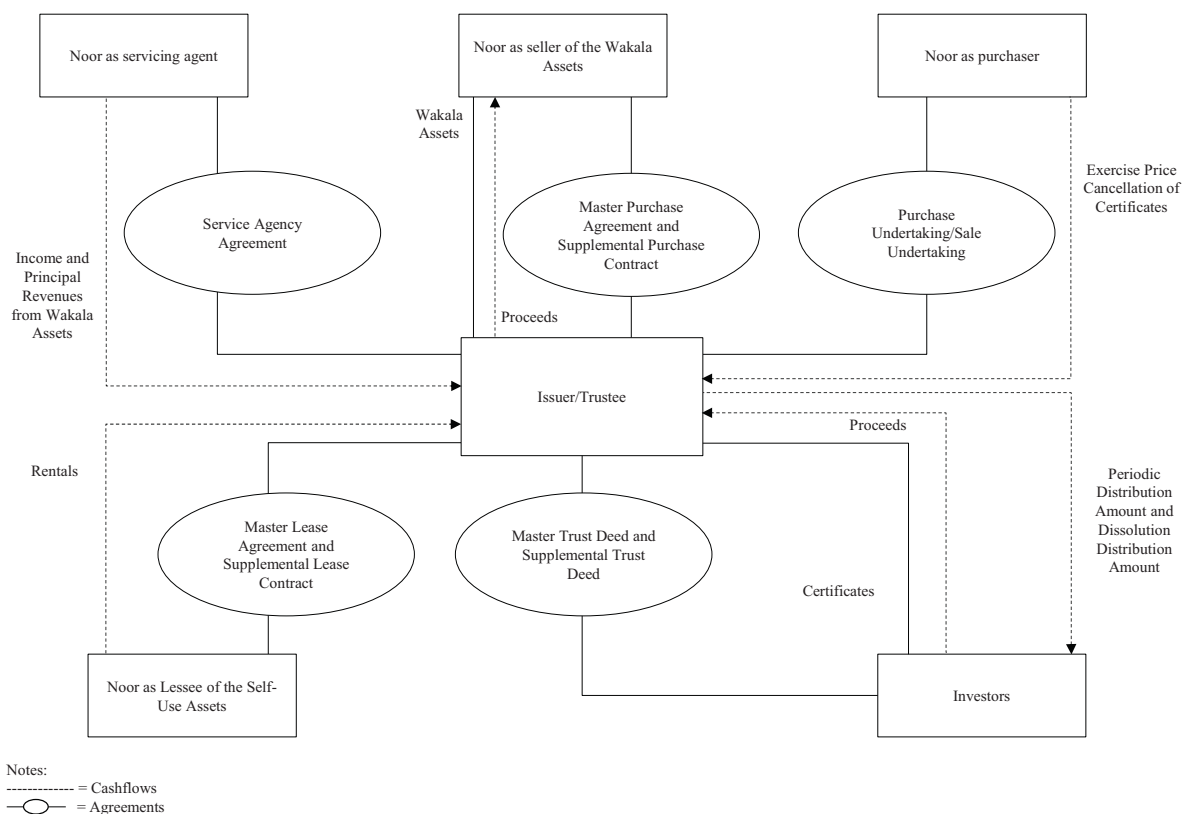 Noor as servicing agent
Noor as seller of the Wakala
Assets
Noor as purchaser
Wakala
Assets
Exercise Price
Cancellation of
Certificates
Service Agency
Agreement
Master Purchase
Agreement and
Supplemental Purchase
Contract
Purchase
Undertaking/Sale
Undertaking
Income and
Principal
Revenues
from Wakala
Assets
Proceeds
Issuer/Trustee
Proceeds
Rentals
Periodic
Distribution
Amount and
Dissolution
Distribution
Amount
Master Lease
Agreement and
Supplemental Lease
Contract
Master Trust Deed and
Supplemental Trust
Deed
Certificates
Noor as Lessee of the Self-
Use Assets
Investors
Notes:
= Cashflows
= Agreements